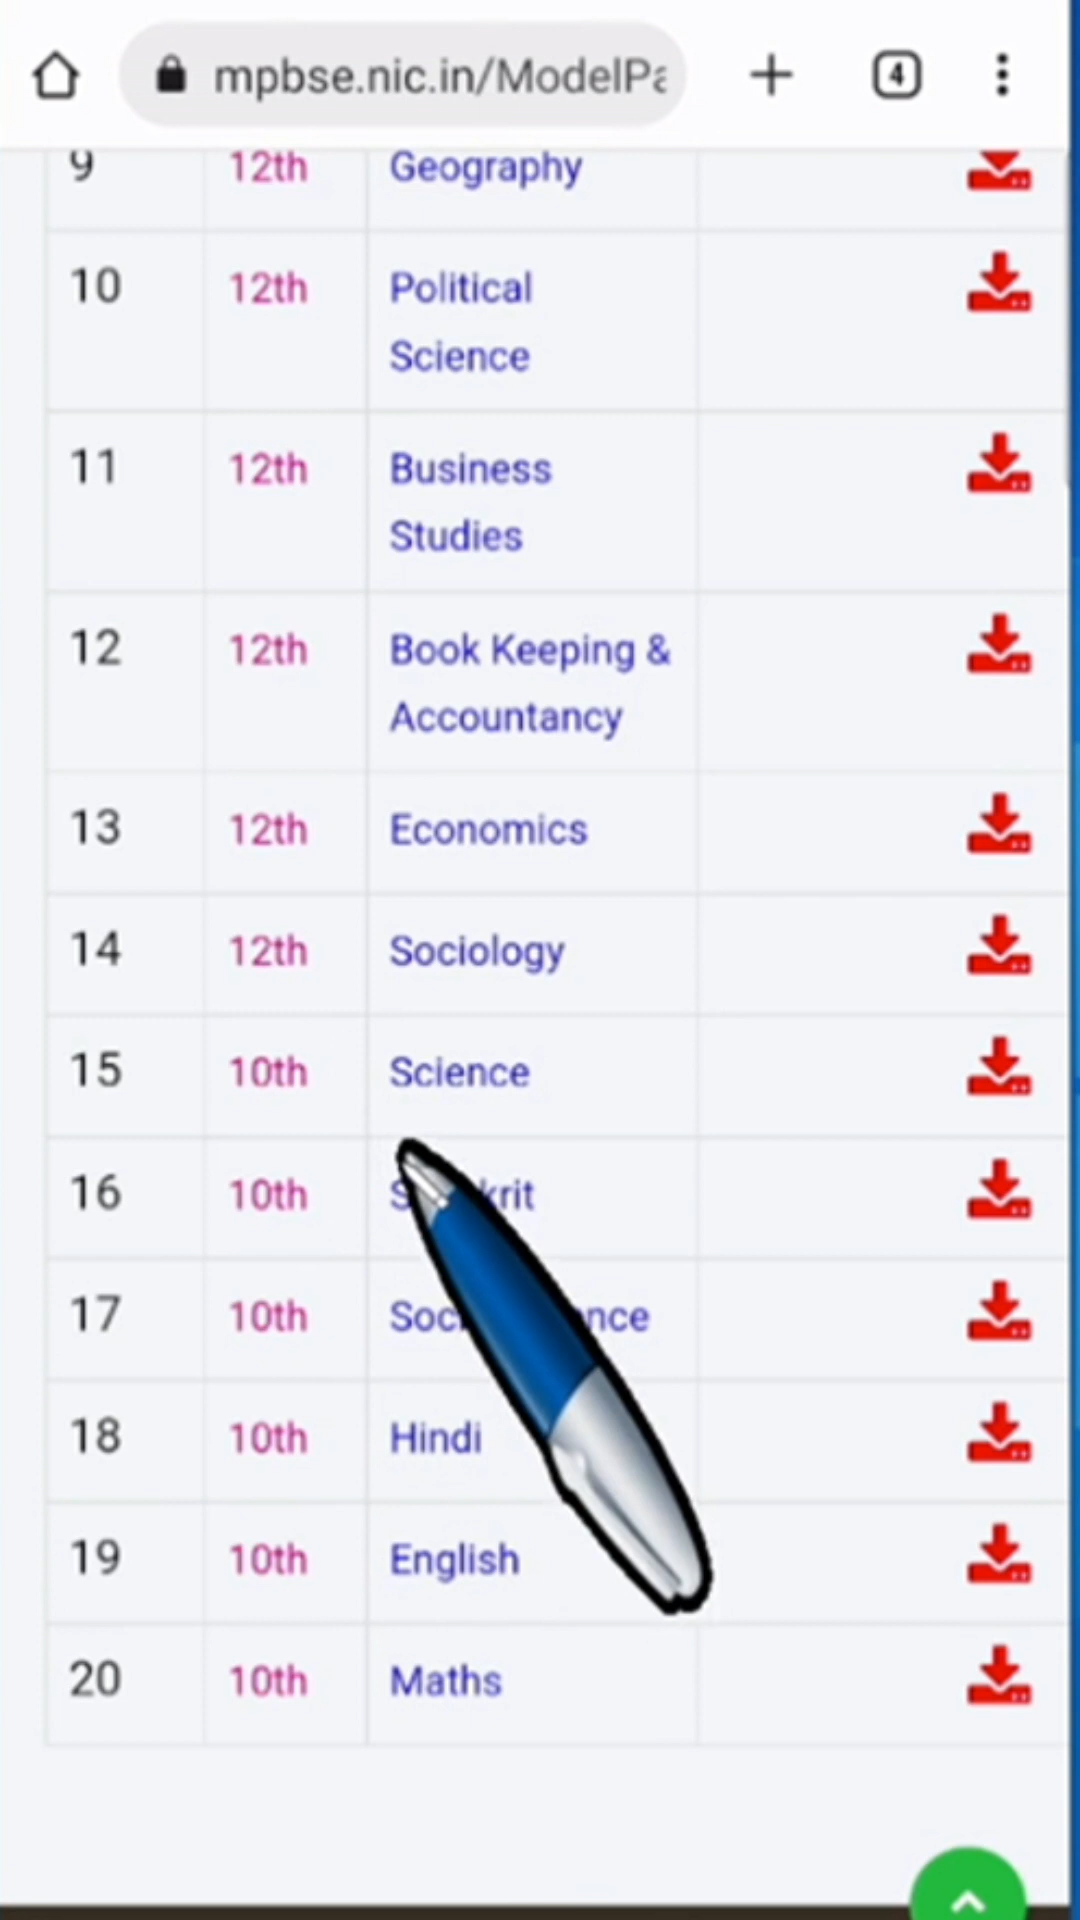 mpbse.nic.in/ModelPa
4
9 12th Geography
10 12th Political
Science
11 12th Business
Studies
12 12th Book Keeping &
Accountancy
13 12th Economics
14 12th Sociology
15 10th Science
16 10th
17 10th
18 10th Hindi
19 10th English
20 10th Maths